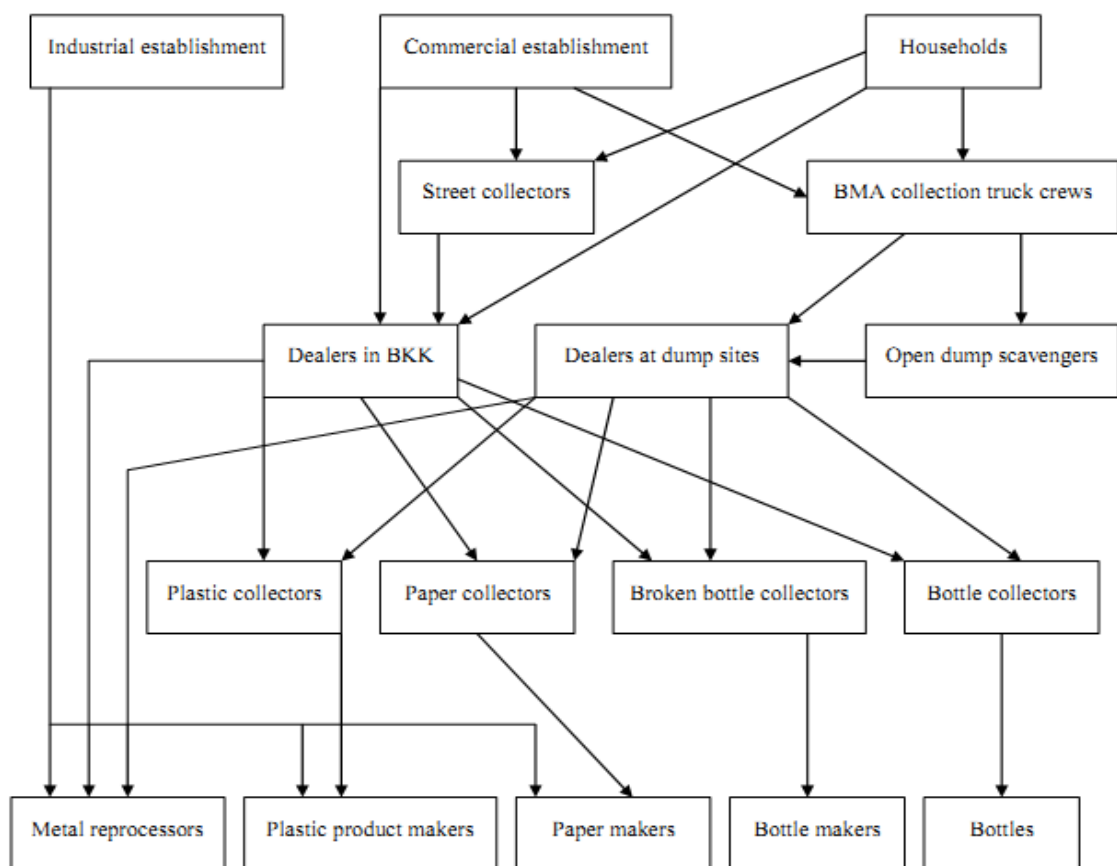 Industrial establishment
Commercial establishment
Households
Street collectors
BMA collection truck crews
Dealers in BKK
Dealers at dump sites
Open dump scavengers
Plastic collectors
Paper collectors
Broken bottle collectors
Bottle collectors
Metal reprocessors
Plastic product makers
Paper makers
Bottle makers
Bottles